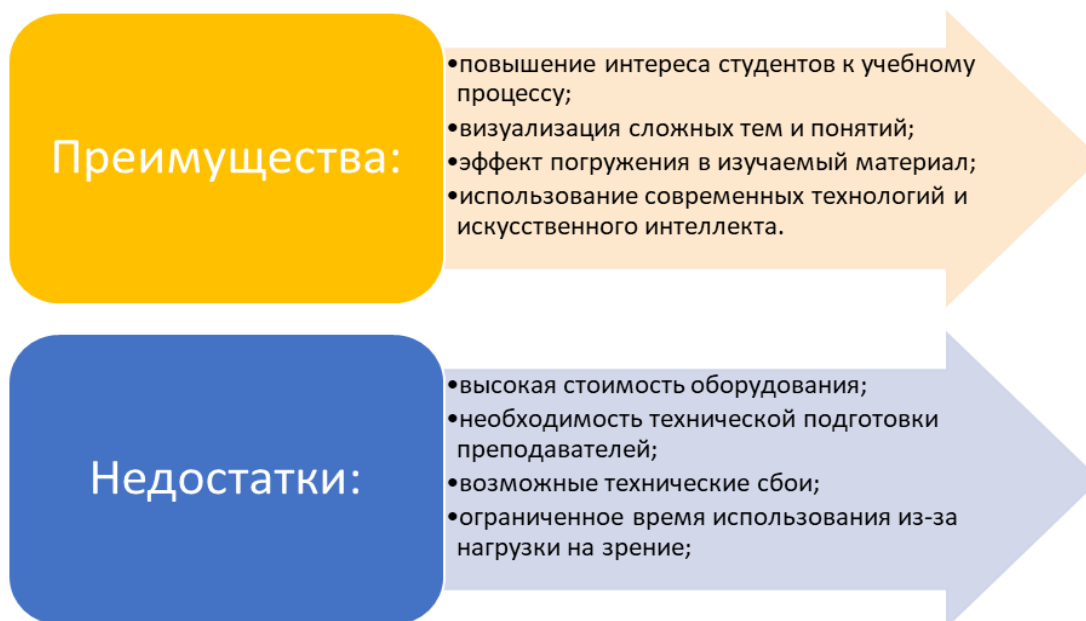 Преимущества:
•повышение интереса студентов к учебному
процессу;
•визуализация сложных тем и понятий;
•эффект погружения в изучаемый материал;
•использование современных технологий и
искусственного интеллекта.
Недостатки:
•высокая стоимость оборудования;
•необходимость технической подготовки
преподавателей;
•возможные технические сбои;
•ограниченное время использования из-за
нагрузки на зрение;